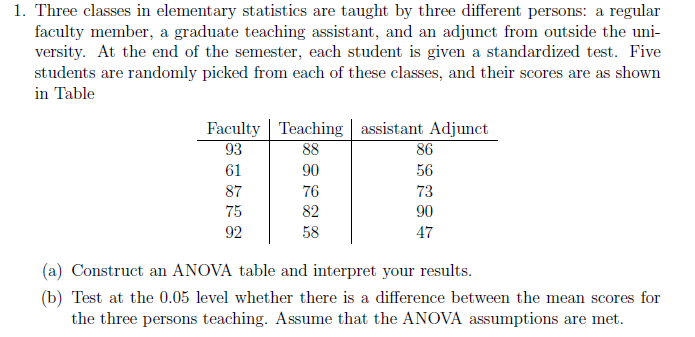 1. Three classes in elementary statistics are taught by three different persons: a regular
faculty member, a graduate teaching assistant, and an adjunct from outside the uni-
versity. At the end of the semester, each student is given a standardized test. Five
students are randomly picked from each of these classes, and their scores are as shown
in Table
Faculty Teaching assistant Adjunct
93 88 86
61 90 56
87 76 73
75 82 90
92 58 47
(a) Construct an ANOVA table and interpret your results.
(b) Test at the 0.05 level whether there is a difference between the mean scores for
the three persons teaching. Assume that the ANOVA assumptions are met.